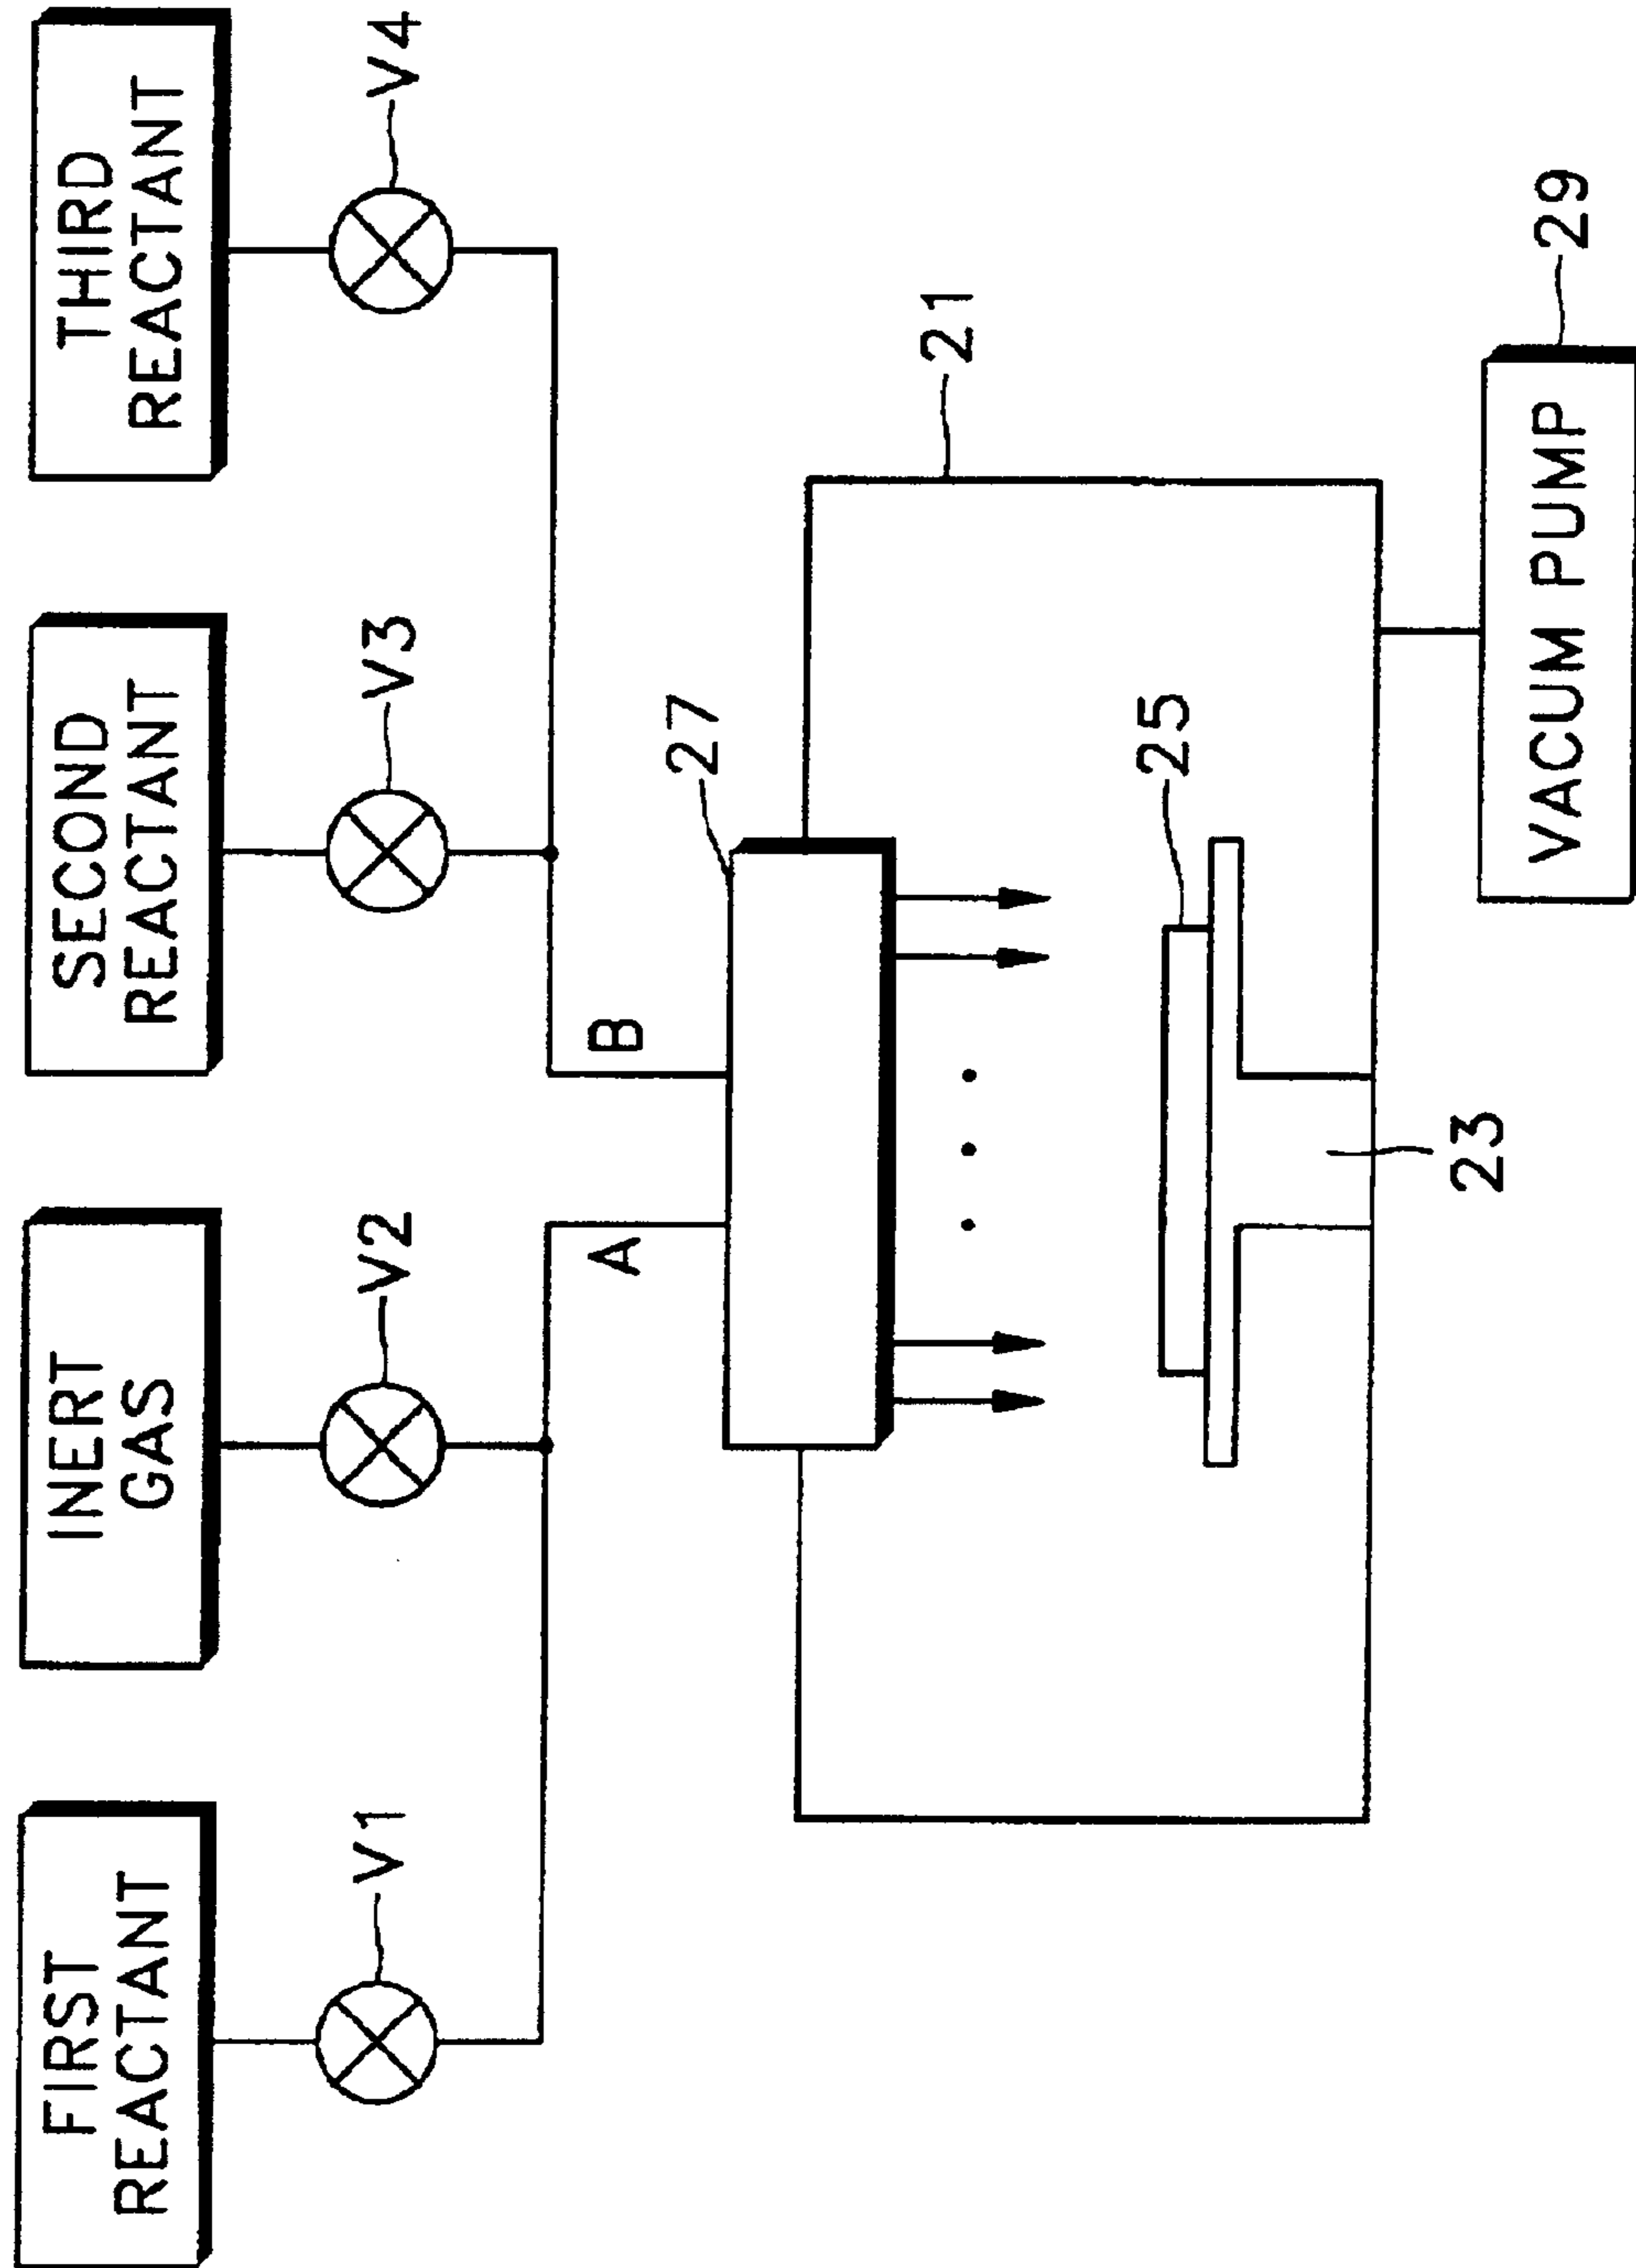 FIRST
REACTANT
INERT
GAS
SECOND
REACTANT
THIRD
REACTANT
V1
V2
V3
V4
A
B
27
21
25
23
VACUM PUMP
29